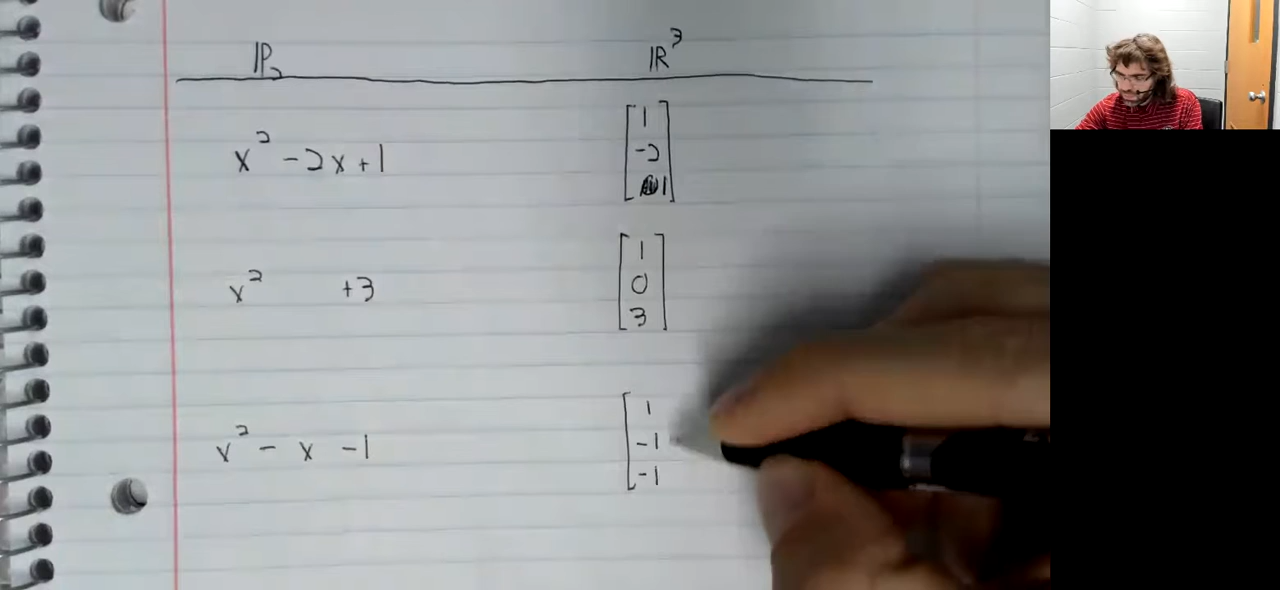 ℙ₂ ℝ³
x² - 2x + 1 [1
-2
1]
x² + 3 [1
0
3]
x² - x - 1 [1
-1
-1